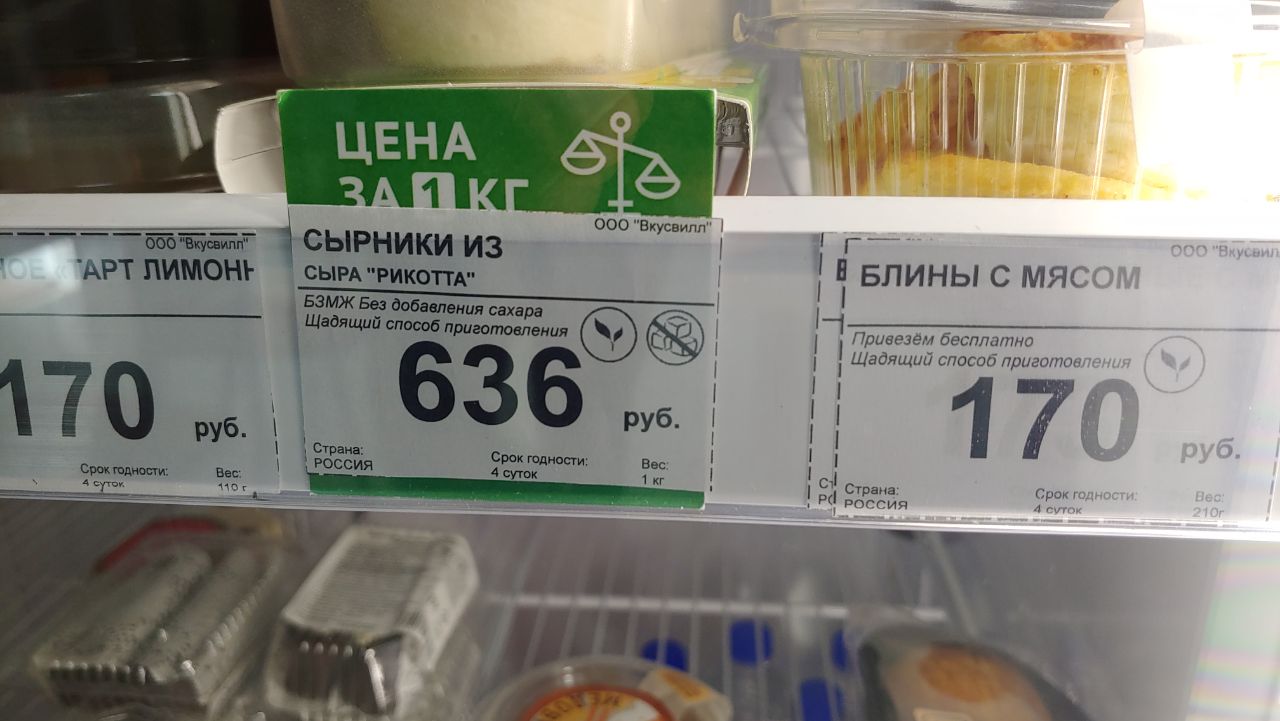 ЦЕНА
ЗА 1 КГ
ООО "Вкусвилл"
ТАРТ ЛИМОНН
170 руб.
Срок годности:
4 суток
Вес:
110 г
ООО "Вкусвилл"
СЫРНИКИ ИЗ
СЫРА "РИКОТТА"
БЗМЖ Без добавления сахара
Щадящий способ приготовления
636 руб.
Страна:
РОССИЯ
Срок годности:
4 суток
Вес:
1 кг
ООО "Вкусвил
БЛИНЫ С МЯСОМ
Привезём бесплатно
Щадящий способ приготовления
170 руб.
Страна:
РОССИЯ
Срок годности:
4 суток
Вес:
210г